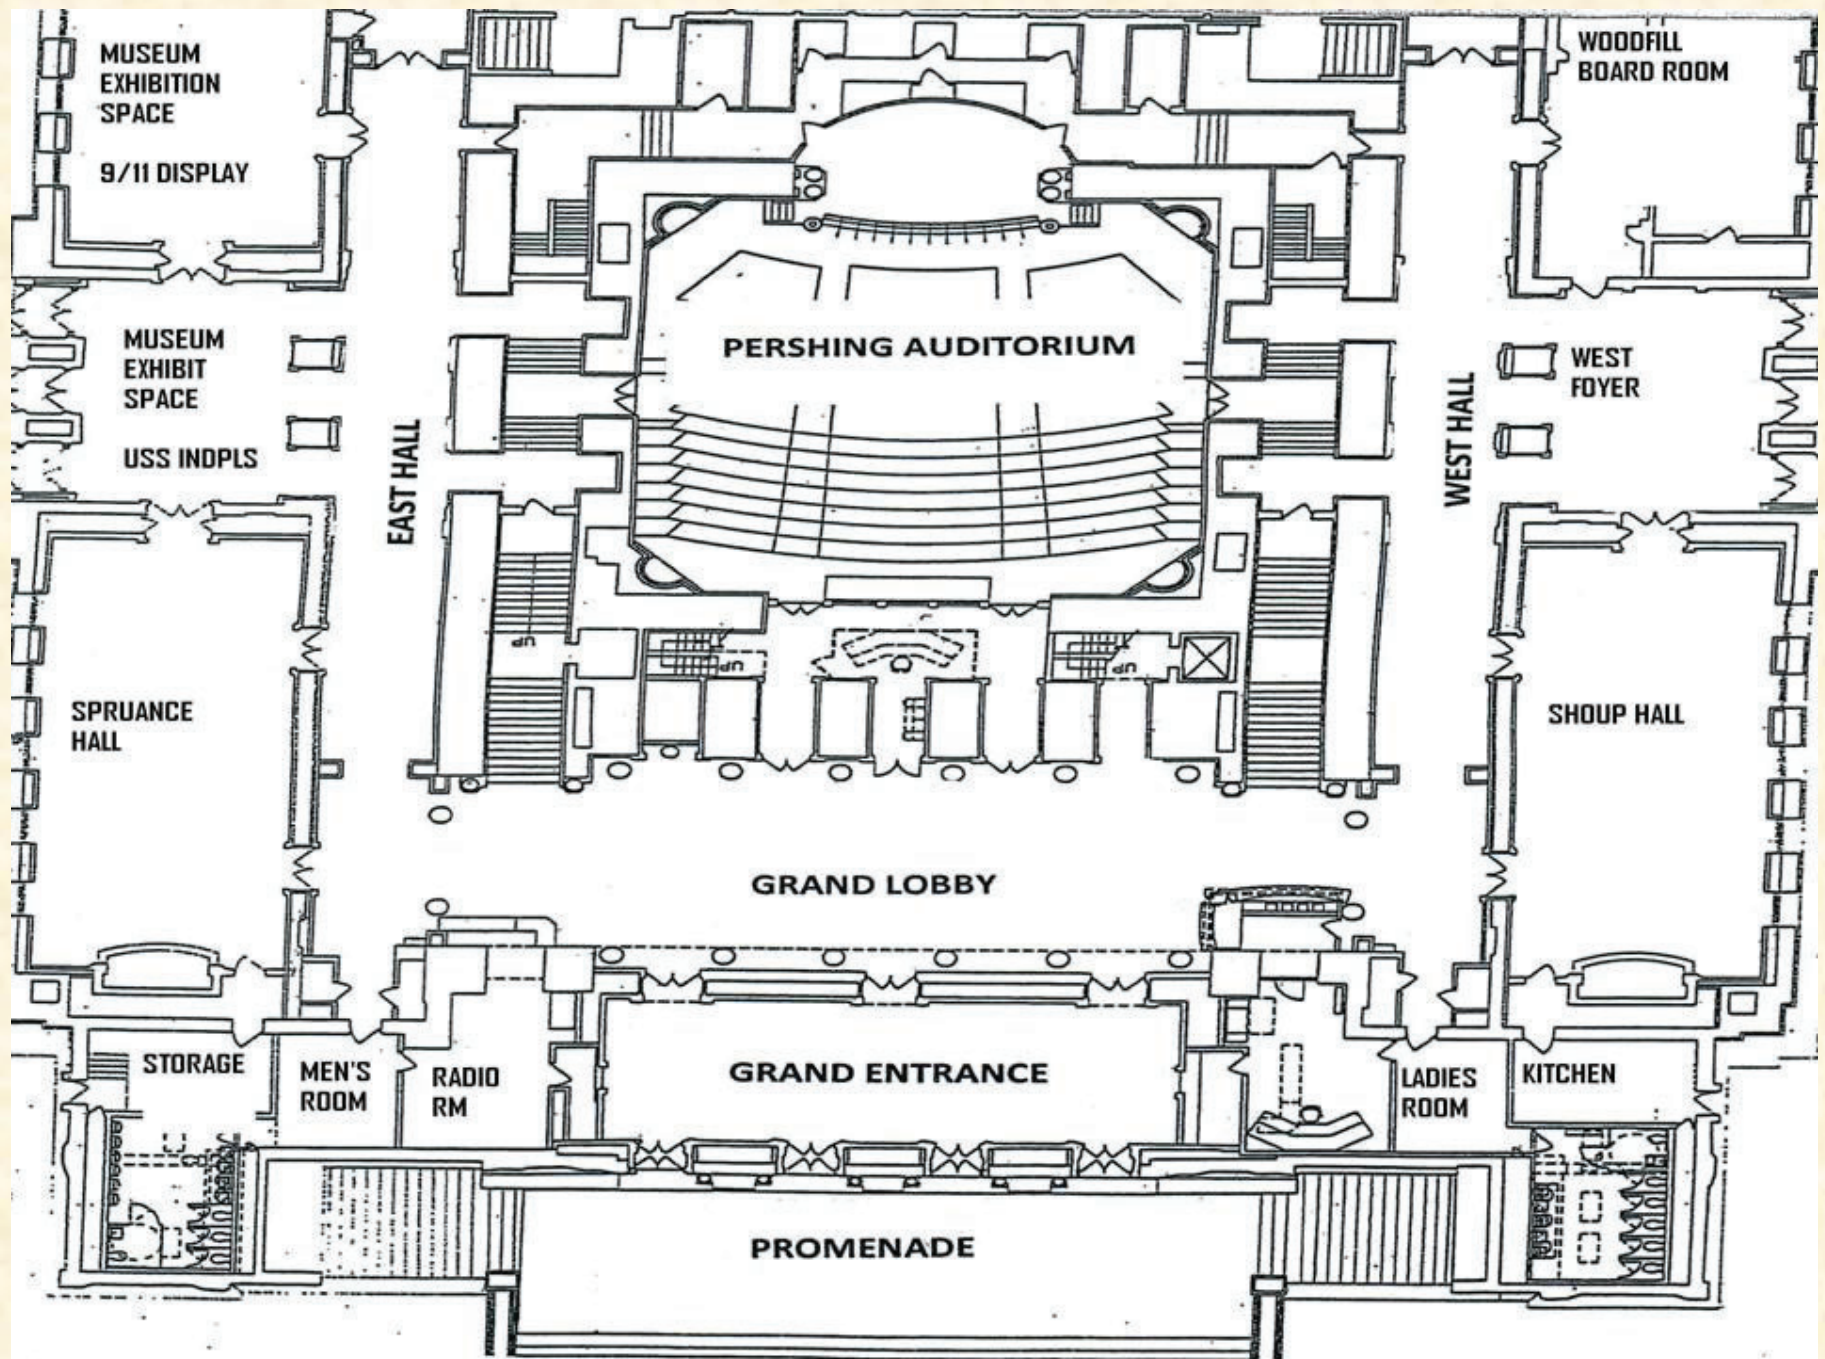 MUSEUM
EXHIBITION
SPACE
9/11 DISPLAY
WOODFILL
BOARD ROOM
MUSEUM
EXHIBIT
SPACE
USS INDPLS
EAST HALL
PERSHING AUDITORIUM
WEST HALL
WEST
FOYER
UP
UP
UP
SPRUANCE
HALL
SHOUP HALL
GRAND LOBBY
STORAGE
MEN'S
ROOM
RADIO
RM
GRAND ENTRANCE
LADIES
ROOM
KITCHEN
PROMENADE